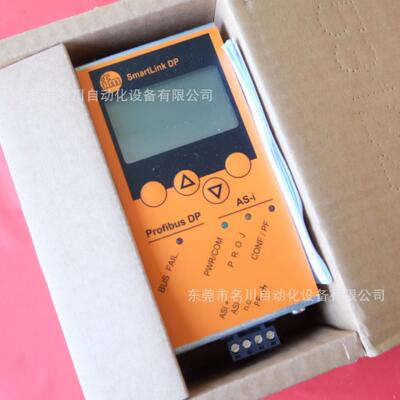 ifm
SmartLink DP
东莞市名川自动化设备有限公司
Profibus DP
AS-i
BUS FAIL
PWR/COM
P R O J
CONF/PF
东莞市名川自动化设备有限公司
ASI +
ASI -
n.c.